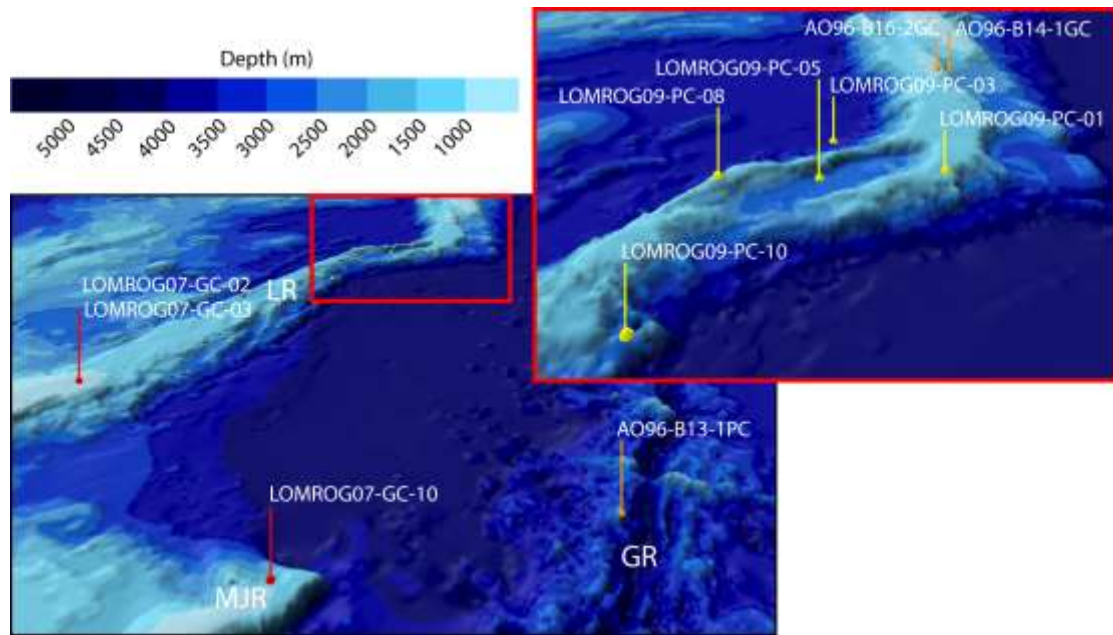 Depth (m)
5000
4500
4000
3500
3000
2500
2000
1500
1000
AO96-B16-2GC
AO96-B14-1GC
LOMROG09-PC-05
LOMROG09-PC-03
LOMROG09-PC-08
LOMROG09-PC-01
LOMROG09-PC-10
LOMROG07-GC-02
LR
LOMROG07-GC-03
AO96-B13-1PC
LOMROG07-GC-10
GR
MJR